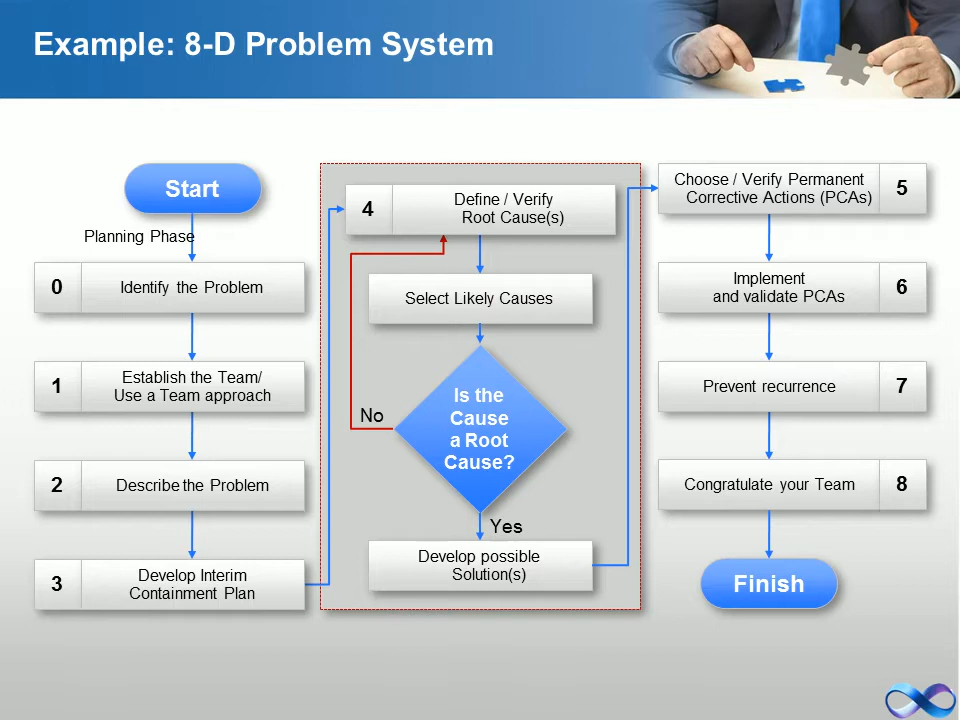 Example: 8-D Problem System
Start
Planning Phase
0
Identify the Problem
1
Establish the Team/
Use a Team approach
2
Describe the Problem
3
Develop Interim
Containment Plan
4
Define / Verify
Root Cause(s)
Select Likely Causes
Is the
Cause
a Root
Cause?
No
Yes
Develop possible
Solution(s)
Choose / Verify Permanent
Corrective Actions (PCAs)
5
Implement
and validate PCAs
6
Prevent recurrence
7
Congratulate your Team
8
Finish